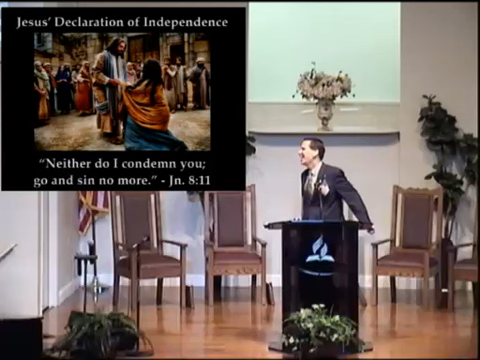 Jesus' Declaration of Independence
"Neither do I condemn you;
go and sin no more." - Jn. 8:11